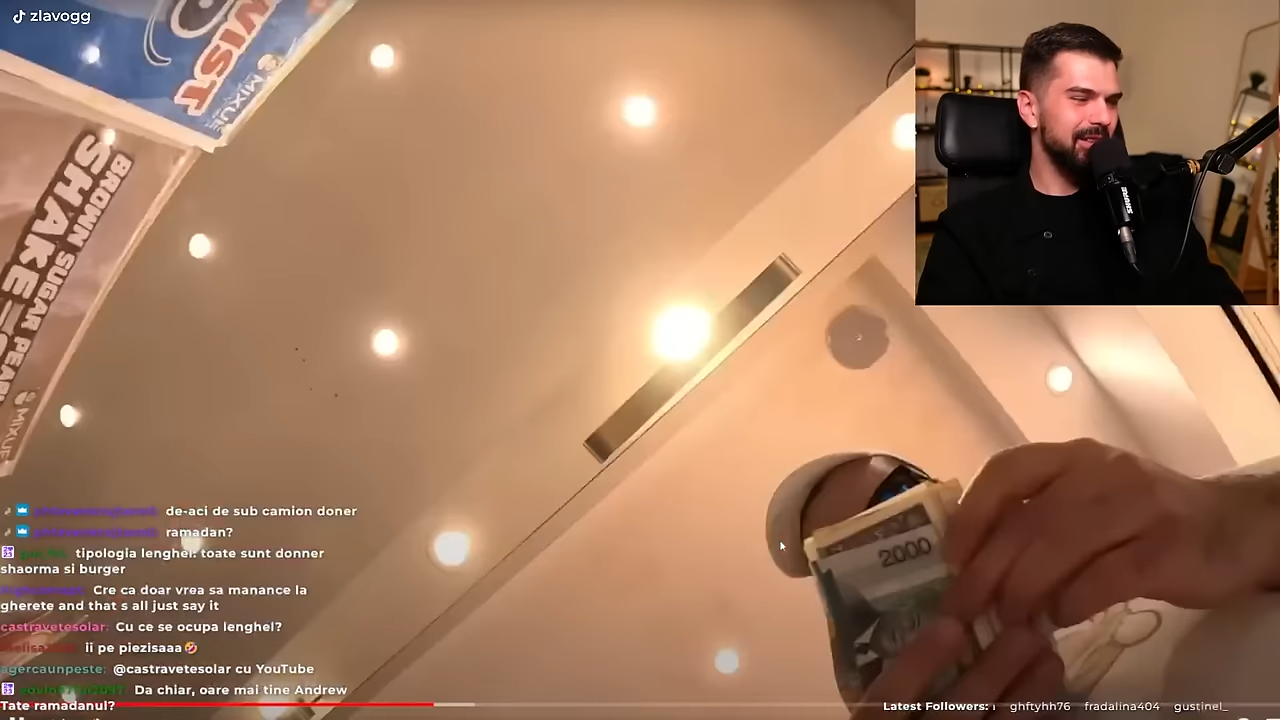 zlavogg
WIST
MIXUE
BROWN SUGAR PEARL
SHAKE
MIXUE
2000
SHURE
de-aci de sub camion doner
ramadan?
tipologia lenghel: toate sunt donner
shaorma si burger
Cre ca doar vrea sa manance la
gherete and that s all just say it
castravetesolar: Cu ce se ocupa lenghel?
ii pe piezisaaa🤣
agercaunpeste: @castravetesolar cu YouTube
Da chiar, oare mai tine Andrew
Tate ramadanul?
Latest Followers: ghftyhh76 fradalina404 gustinel_